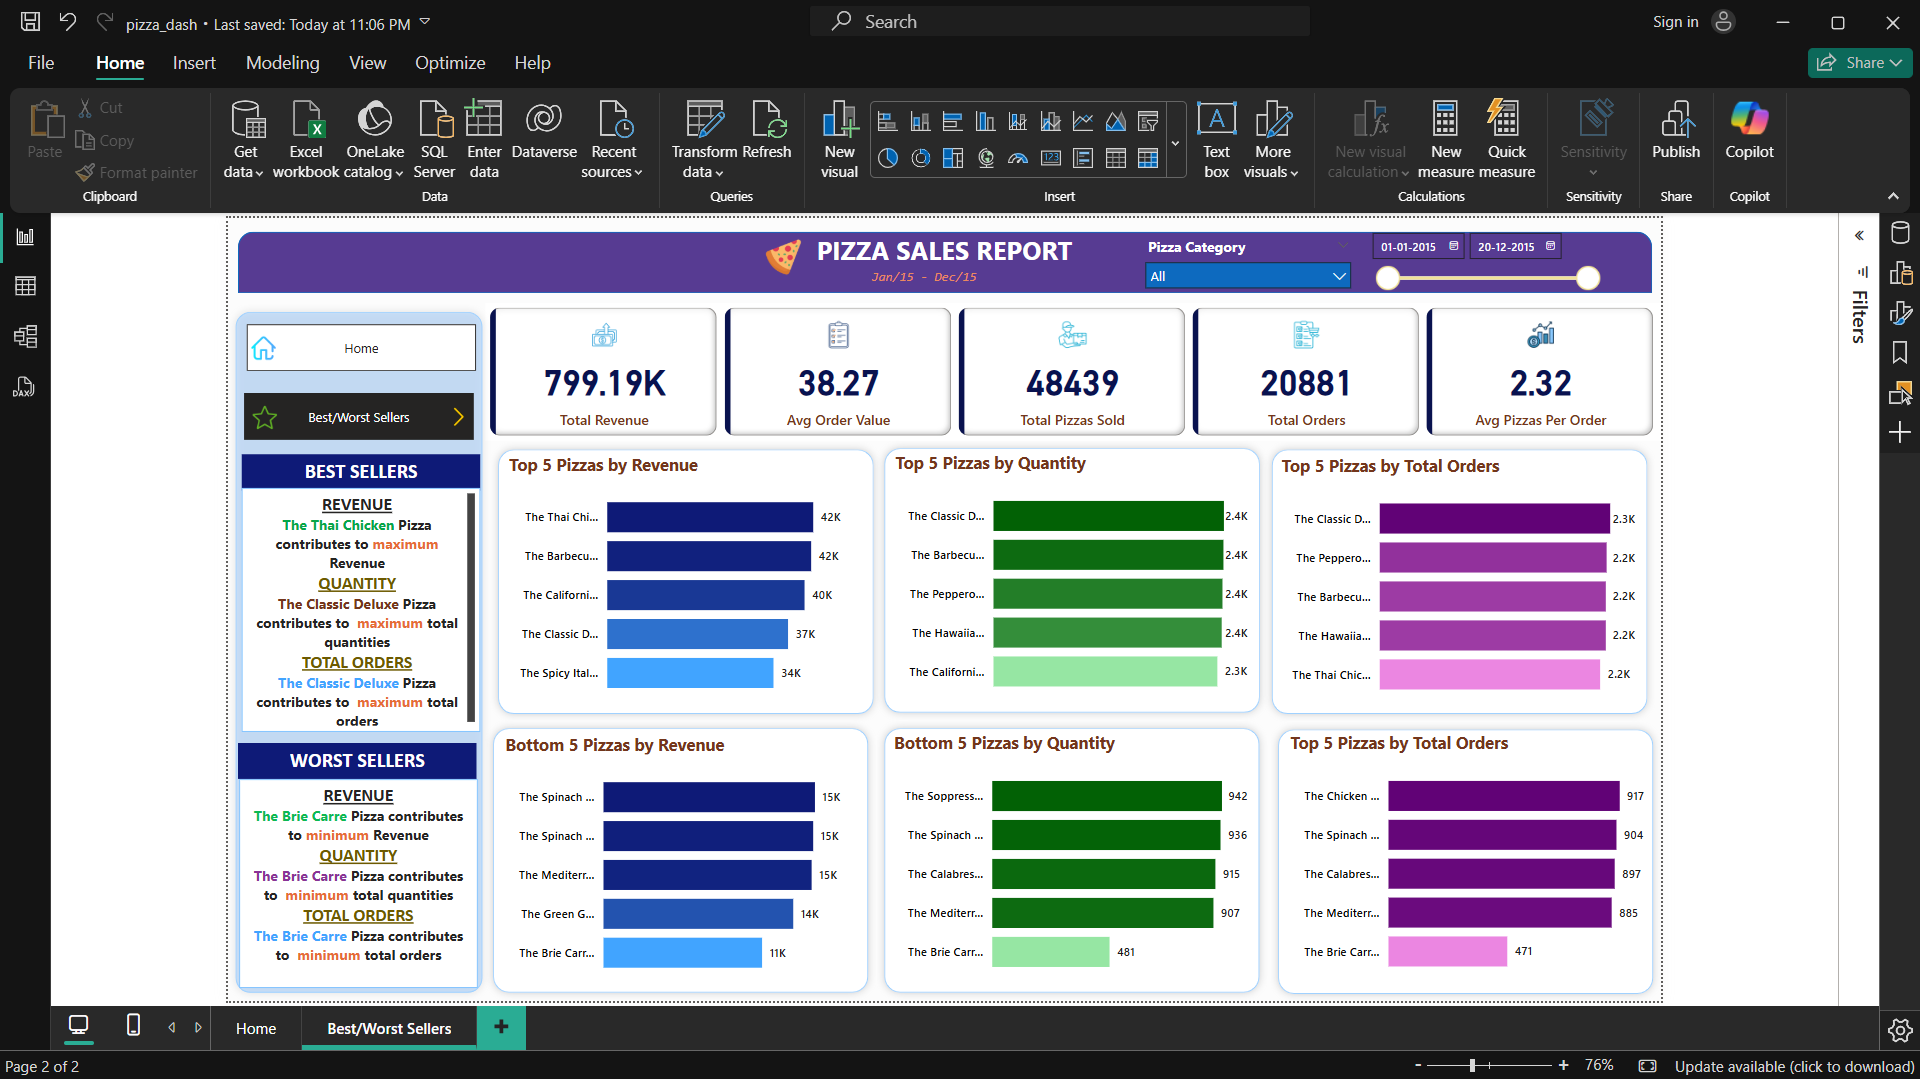 pizza_dash • Last saved: Today at 11:06 PM
Search
Sign in
File
Home
Insert
Modeling
View
Optimize
Help
Share
Paste
Cut
Copy
Format painter
Clipboard
Get data
Excel workbook
OneLake catalog
SQL Server
Enter data
Dataverse
Recent sources
Data
Transform data
Refresh
Queries
New visual
Text box
More visuals
Insert
New visual calculation
New measure
Quick measure
Calculations
Sensitivity
Sensitivity
Publish
Share
Copilot
Copilot
PIZZA SALES REPORT
Jan/15 - Dec/15
Pizza Category
All
01-01-2015
20-12-2015
Filters
Home
Best/Worst Sellers
799.19K
Total Revenue
38.27
Avg Order Value
48439
Total Pizzas Sold
20881
Total Orders
2.32
Avg Pizzas Per Order
BEST SELLERS
REVENUE
The Thai Chicken Pizza
contributes to maximum
Revenue
QUANTITY
The Classic Deluxe Pizza
contributes to maximum total
quantities
TOTAL ORDERS
The Classic Deluxe Pizza
contributes to maximum total
orders
WORST SELLERS
REVENUE
The Brie Carre Pizza contributes
to minimum Revenue
QUANTITY
The Brie Carre Pizza contributes
to minimum total quantities
TOTAL ORDERS
The Brie Carre Pizza contributes
to minimum total orders
Top 5 Pizzas by Revenue
The Thai Chi... 42K
The Barbecu... 42K
The Californi... 40K
The Classic D... 37K
The Spicy Ital... 34K
Top 5 Pizzas by Quantity
The Classic D... 2.4K
The Barbecu... 2.4K
The Peppero... 2.4K
The Hawaiia... 2.4K
The Californi... 2.3K
Top 5 Pizzas by Total Orders
The Classic D... 2.3K
The Peppero... 2.2K
The Barbecu... 2.2K
The Hawaiia... 2.2K
The Thai Chic... 2.2K
Bottom 5 Pizzas by Revenue
The Spinach ... 15K
The Spinach ... 15K
The Mediterr... 15K
The Green G... 14K
The Brie Carr... 11K
Bottom 5 Pizzas by Quantity
The Soppress... 942
The Spinach ... 936
The Calabres... 915
The Mediterr... 907
The Brie Carr... 481
Top 5 Pizzas by Total Orders
The Chicken ... 917
The Spinach ... 904
The Calabres... 897
The Mediterr... 885
The Brie Carr... 471
Home
Best/Worst Sellers
Page 2 of 2
76%
Update available (click to download)